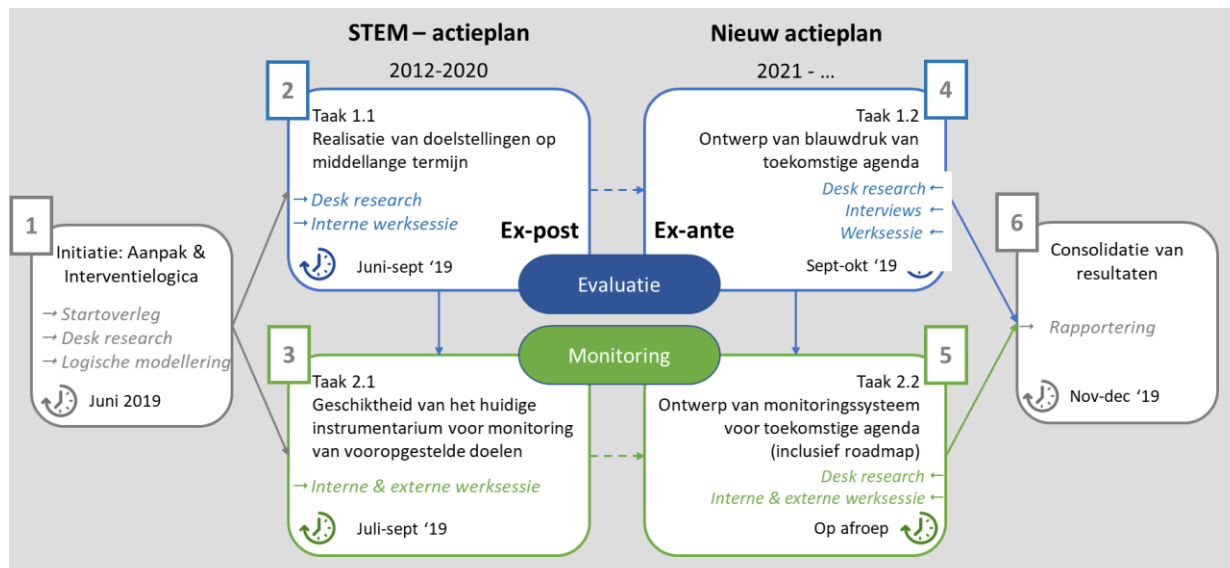 STEM – actieplan
2012-2020
Nieuw actieplan
2021 - ...
1
Initiatie: Aanpak &
Interventielogica
→ Startoverleg
→ Desk research
→ Logische modellering
Juni 2019
2
Taak 1.1
Realisatie van doelstellingen op
middellange termijn
→ Desk research
→ Interne werksessie
Ex-post
Juni-sept ‘19
4
Taak 1.2
Ontwerp van blauwdruk van
toekomstige agenda
Desk research ←
Interviews ←
Werksessie ←
Ex-ante
Sept-okt ‘19
Evaluatie
Monitoring
3
Taak 2.1
Geschiktheid van het huidige
instrumentarium voor monitoring
van vooropgestelde doelen
→ Interne & externe werksessie
Juli-sept ‘19
5
Taak 2.2
Ontwerp van monitoringssysteem
voor toekomstige agenda
(inclusief roadmap)
Desk research ←
Interne & externe werksessie ←
Op afroep
6
Consolidatie van
resultaten
→ Rapportering
Nov-dec ‘19